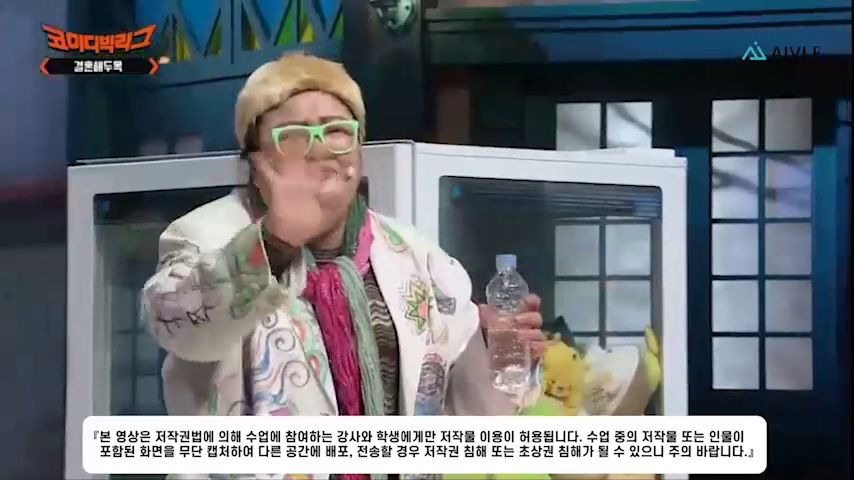 코미디빅리그
결혼해두목
AIVLE
『본 영상은 저작권법에 의해 수업에 참여하는 강사와 학생에게만 저작물 이용이 허용됩니다. 수업 중의 저작물 또는 인물이
포함된 화면을 무단 캡처하여 다른 공간에 배포, 전송할 경우 저작권 침해 또는 초상권 침해가 될 수 있으니 주의 바랍니다.』